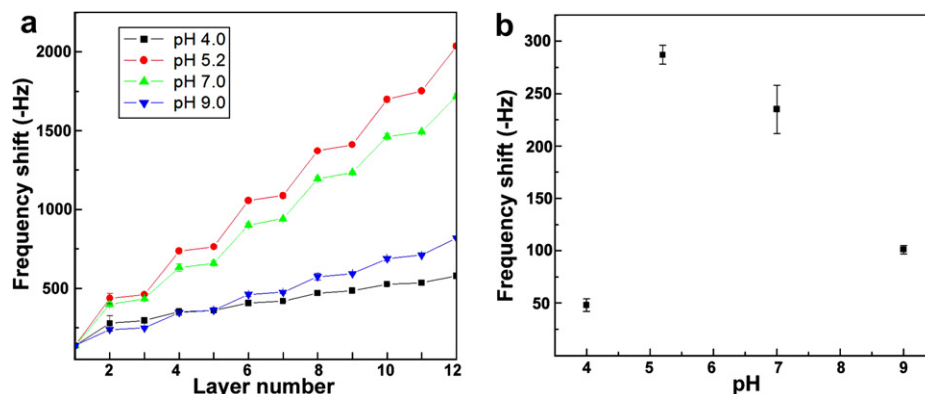 a
pH 4.0
pH 5.2
pH 7.0
pH 9.0
Frequency shift (-Hz)
2000
1500
1000
500
2 4 6 8 10 12
Layer number
b
Frequency shift (-Hz)
300
250
200
150
100
50
4 5 6 7 8 9
pH